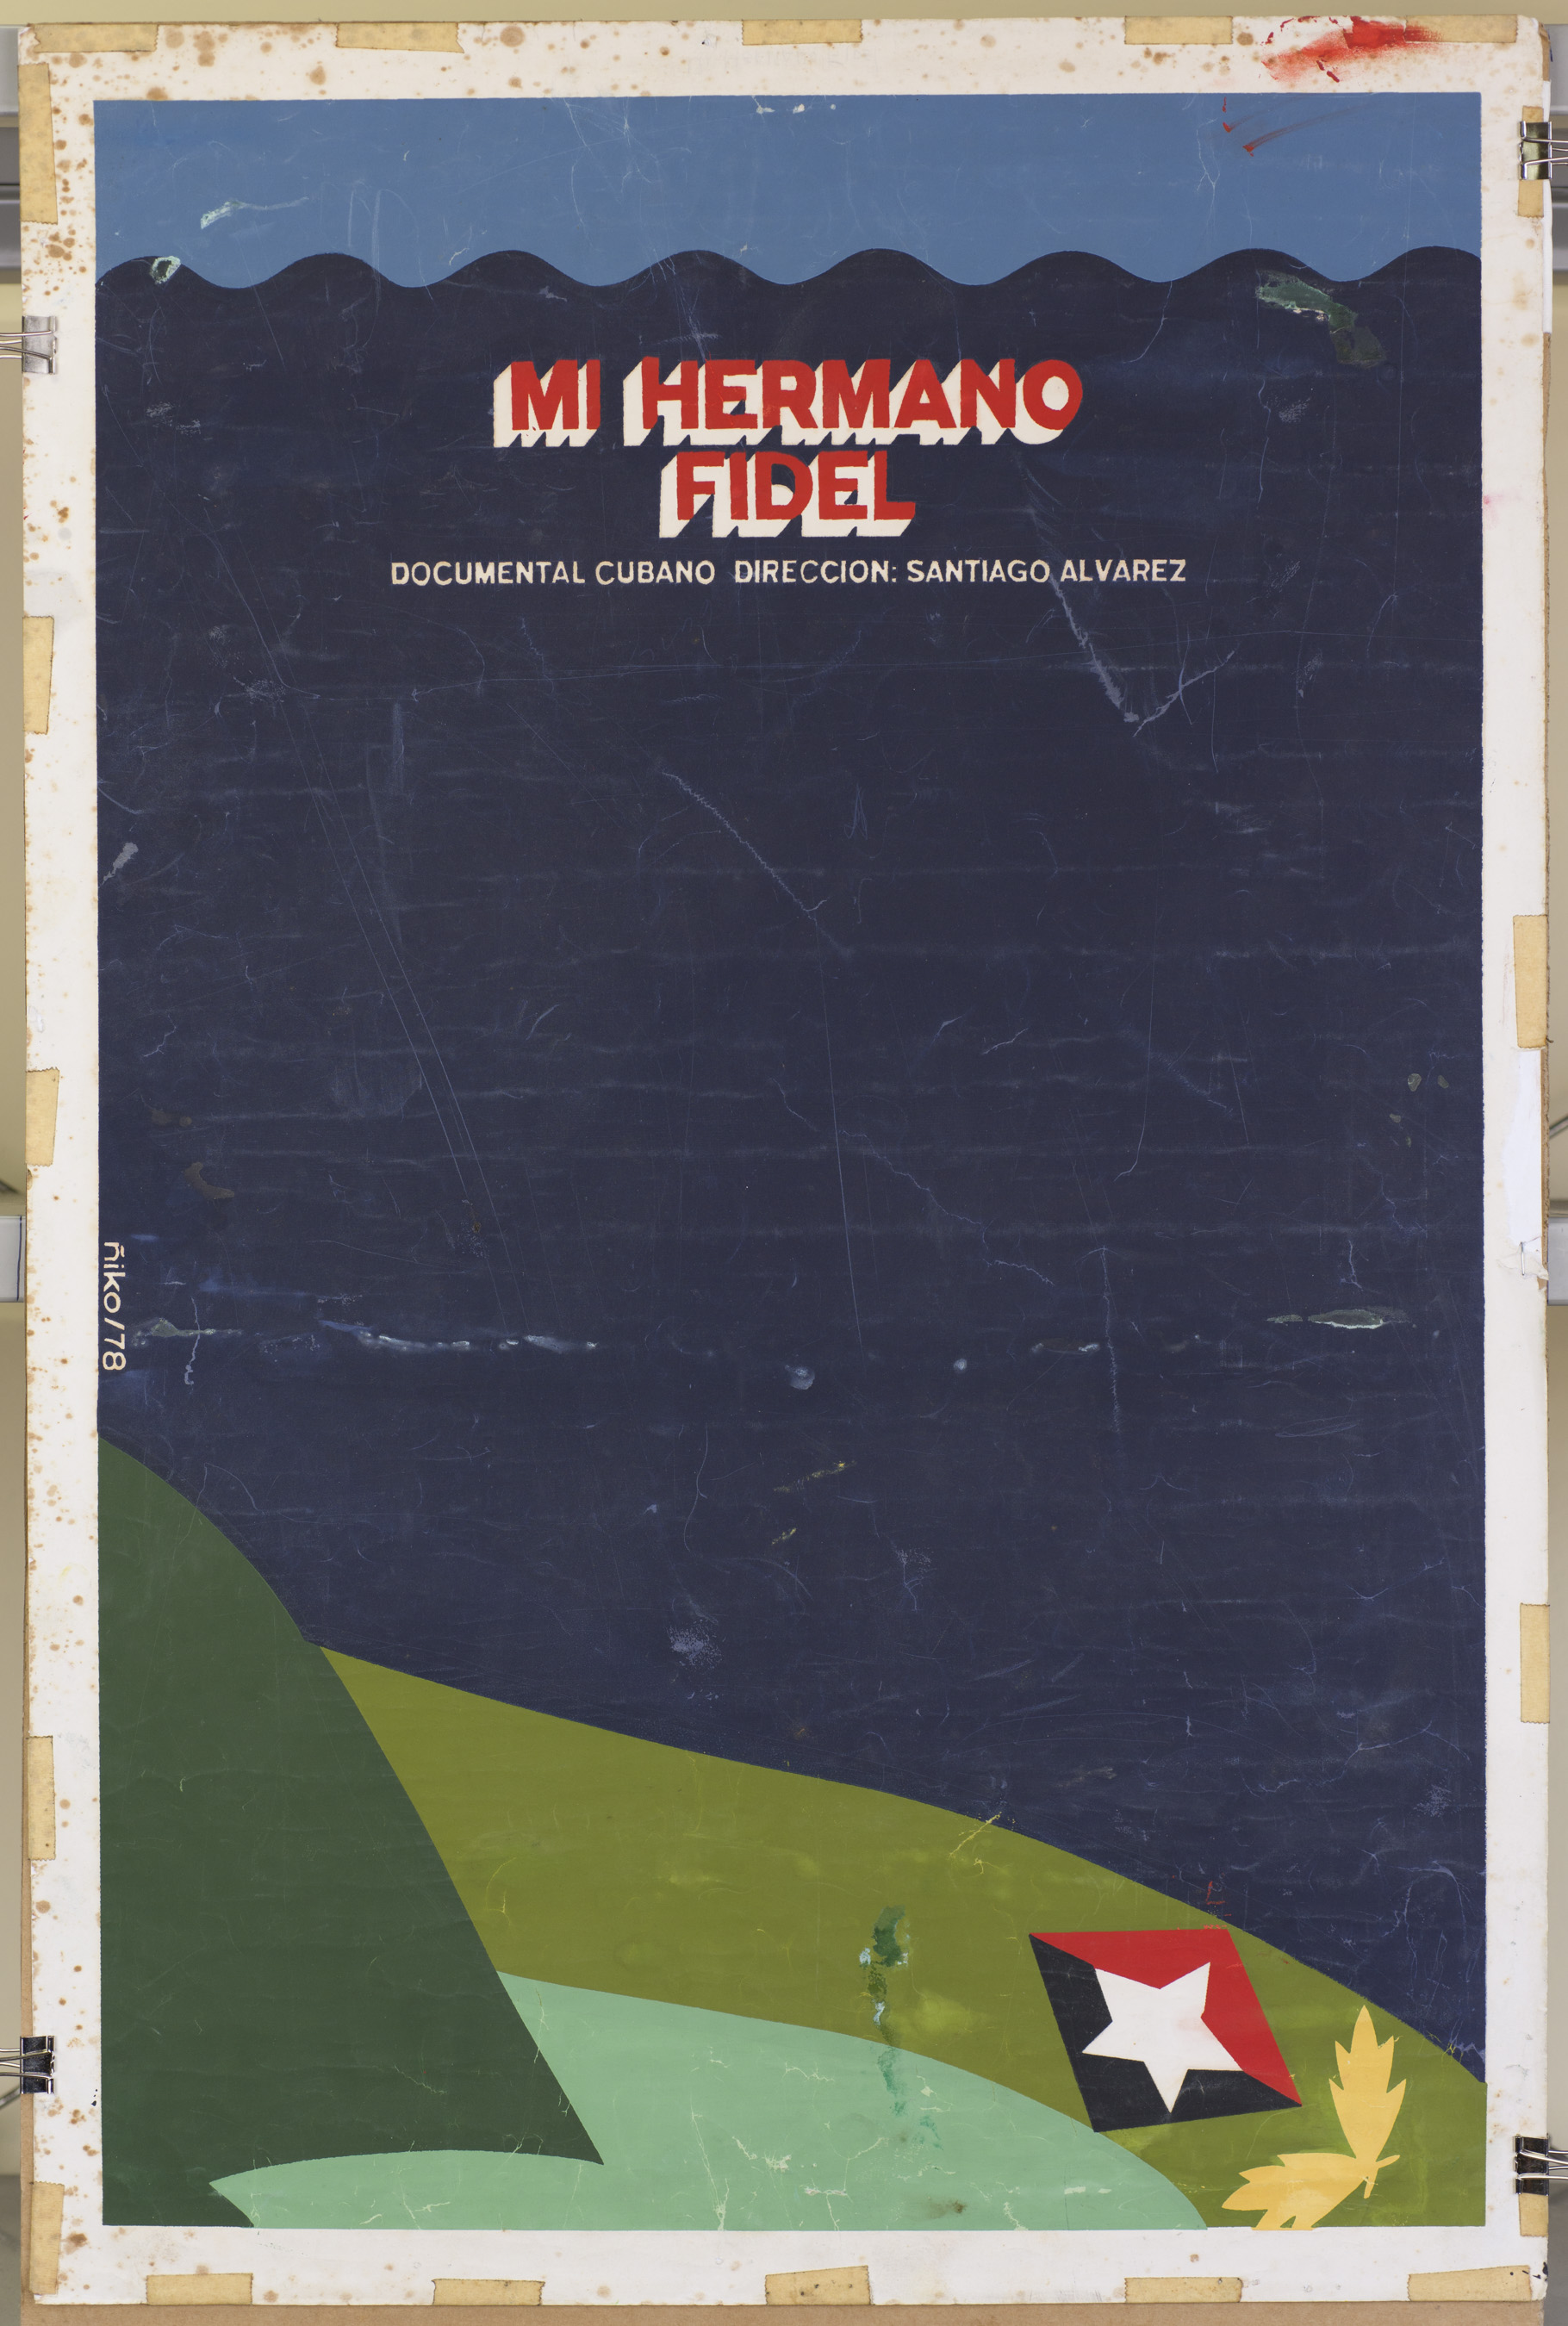 MI HERMANO
FIDEL
DOCUMENTAL CUBANO DIRECCION: SANTIAGO ALVAREZ
ñiko/78